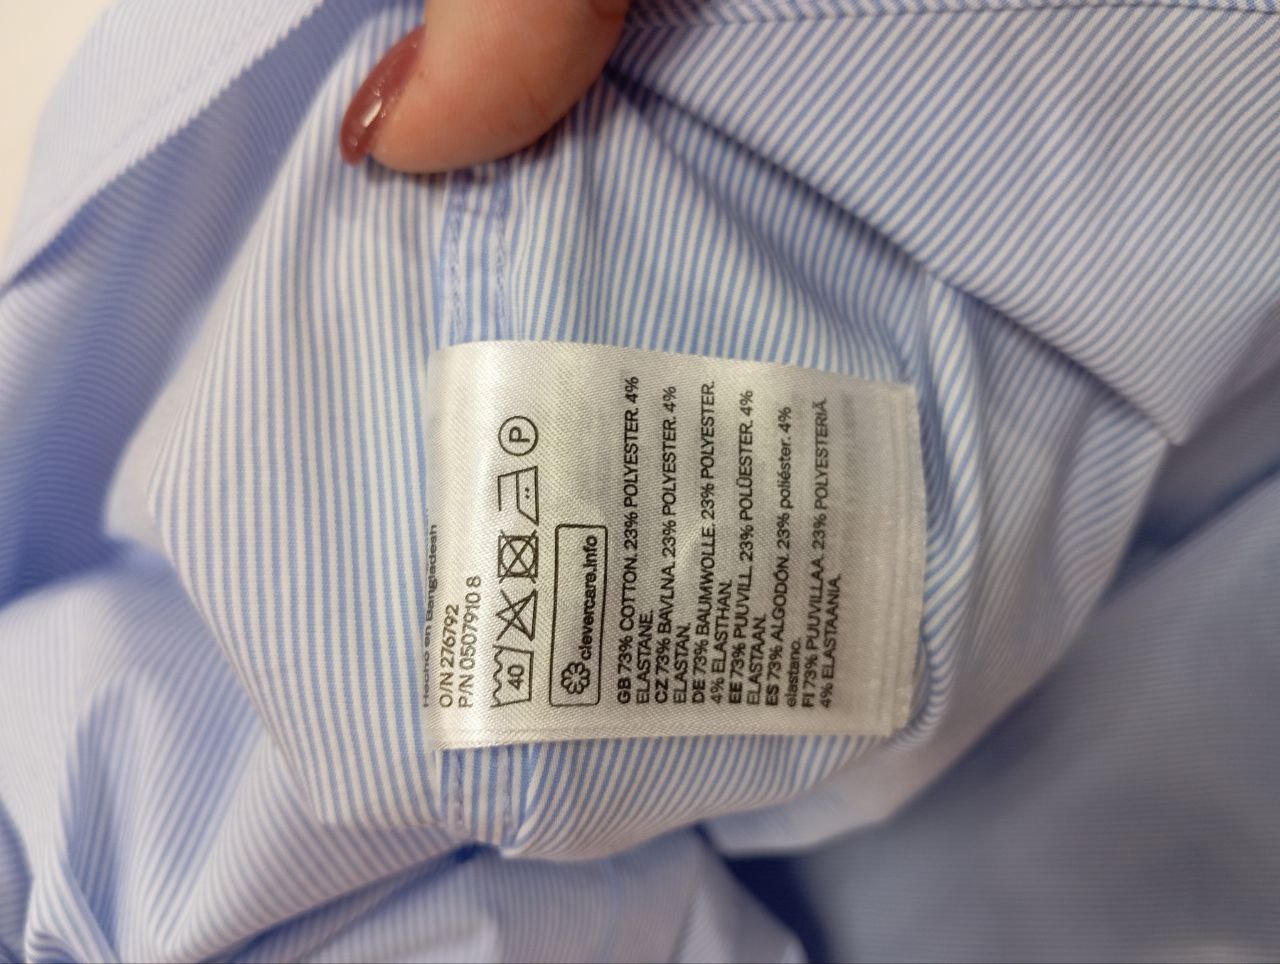 Hecho en Bangladesh
O/N 276792
P/N 0507910 8
40
P
clevercare.info
GB 73% COTTON. 23% POLYESTER. 4%
ELASTANE.
CZ 73% BAVLNA. 23% POLYESTER. 4%
ELASTAN.
DE 73% BAUMWOLLE. 23% POLYESTER.
4% ELASTHAN.
EE 73% PUUVILL. 23% POLÜESTER. 4%
ELASTAAN.
ES 73% ALGODÓN. 23% poliéster. 4%
elastano.
FI 73% PUUVILLAA. 23% POLYESTERIÄ.
4% ELASTAANIA.